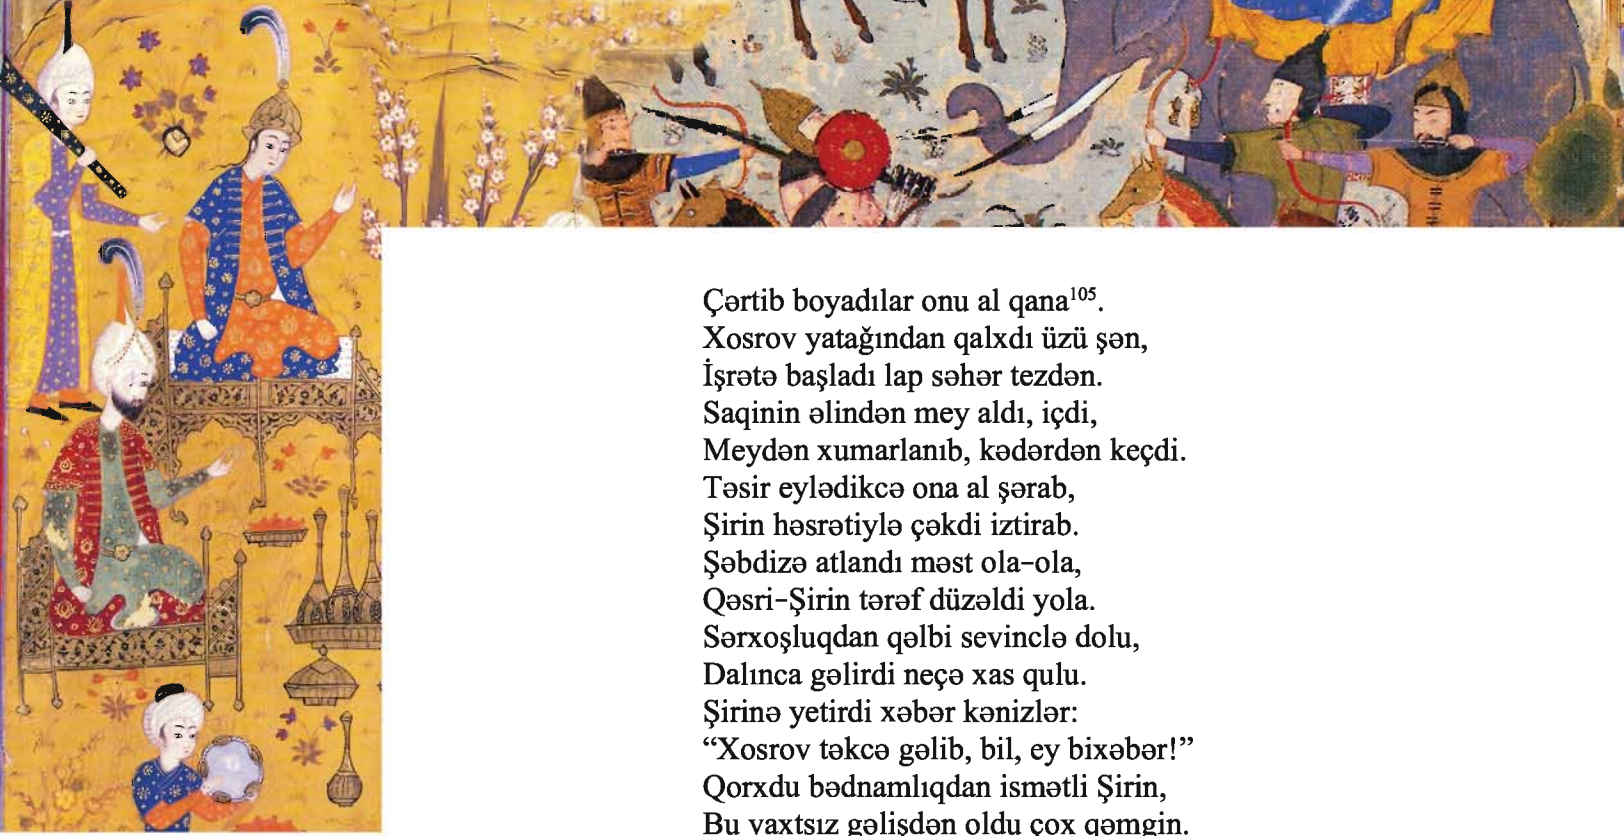 Çərtib boyadılar onu al qana¹⁰⁵.
Xosrov yatağından qalxdı üzü şən,
İşrətə başladı lap səhər tezdən.
Saqinin əlindən mey aldı, içdi,
Meydən xumarlanıb, kədərdən keçdi.
Təsir eylədikcə ona al şərab,
Şirin həsrətiylə çəkdi iztirab.
Şəbdizə atlandı məst ola-ola,
Qəsri-Şirin tərəf düzəldi yola.
Sərxoşluqdan qəlbi sevinclə dolu,
Dalınca gəlirdi neçə xas qulu.
Şirinə yetirdi xəbər kənizlər:
“Xosrov təkcə gəlib, bil, ey bixəbər!”
Qorxdu bədnamlıqdan ismətli Şirin,
Bu vaxtsız gəlişdən oldu çox qəmgin.